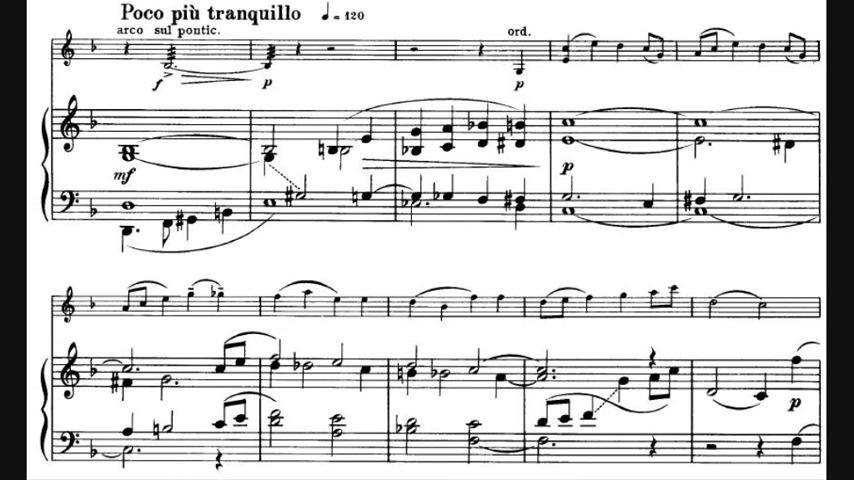 Poco più tranquillo ♩ = 120
arco sul pontic.
ord.
f p p
mf
p
p